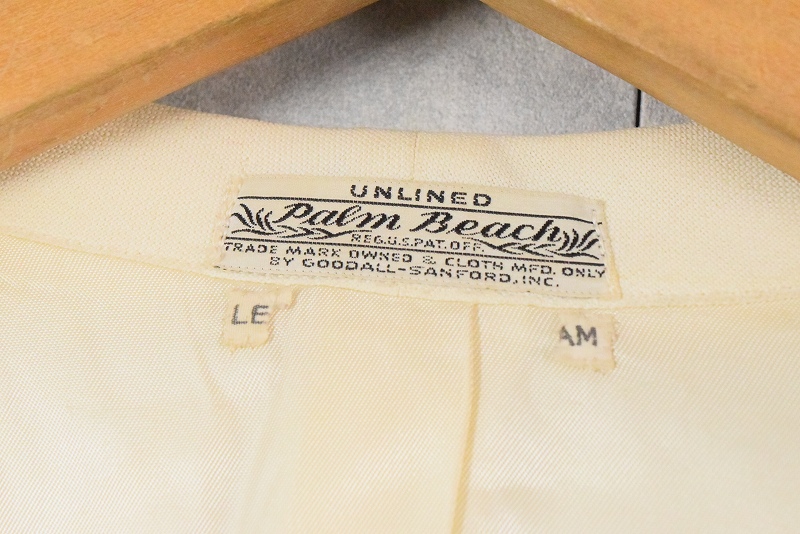 UNLINED
Palm Beach
REG.U.S.PAT.OFF.
TRADE MARK OWNED & CLOTH MFD. ONLY
BY GOODALL-SANFORD, INC.
LE
AM